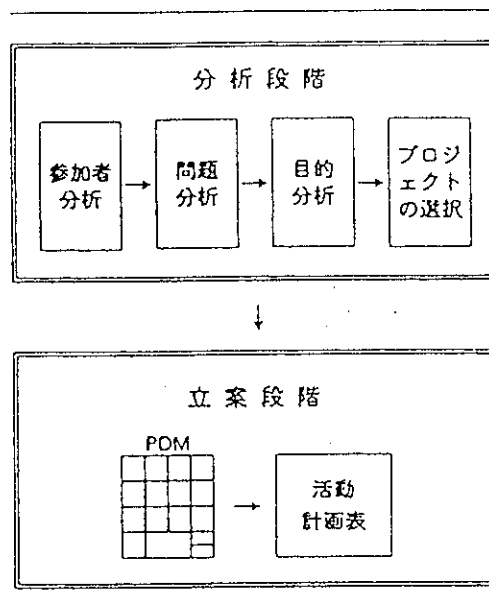 分析段階
参加者
分析
問題
分析
目的
分析
プロジ
ェクト
の選択
立案段階
PDM
活動
計画表